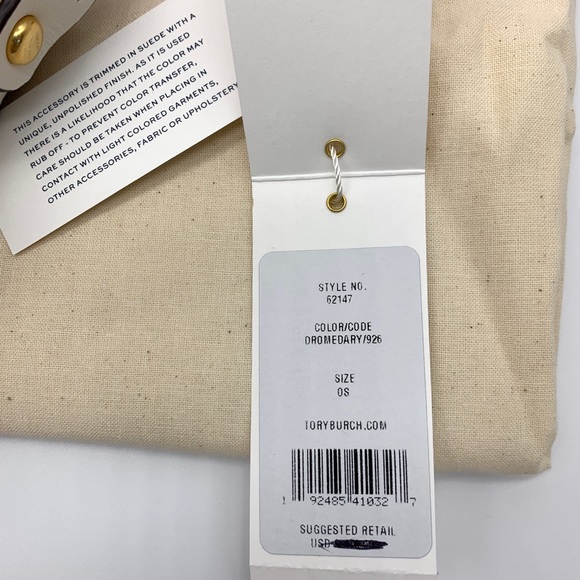 THIS ACCESSORY IS TRIMMED IN SUEDE WITH A
UNIQUE, UNPOLISHED FINISH. AS IT IS USED
THERE IS A LIKELIHOOD THAT THE COLOR MAY
RUB OFF - TO PREVENT COLOR TRANSFER,
CARE SHOULD BE TAKEN WHEN PLACING IN
CONTACT WITH LIGHT COLORED GARMENTS,
OTHER ACCESSORIES, FABRIC OR UPHOLSTERY
STYLE NO.
62147
COLOR/CODE
DROMEDARY/926
SIZE
OS
TORYBURCH.COM
1 92485 41032 7
SUGGESTED RETAIL
USD